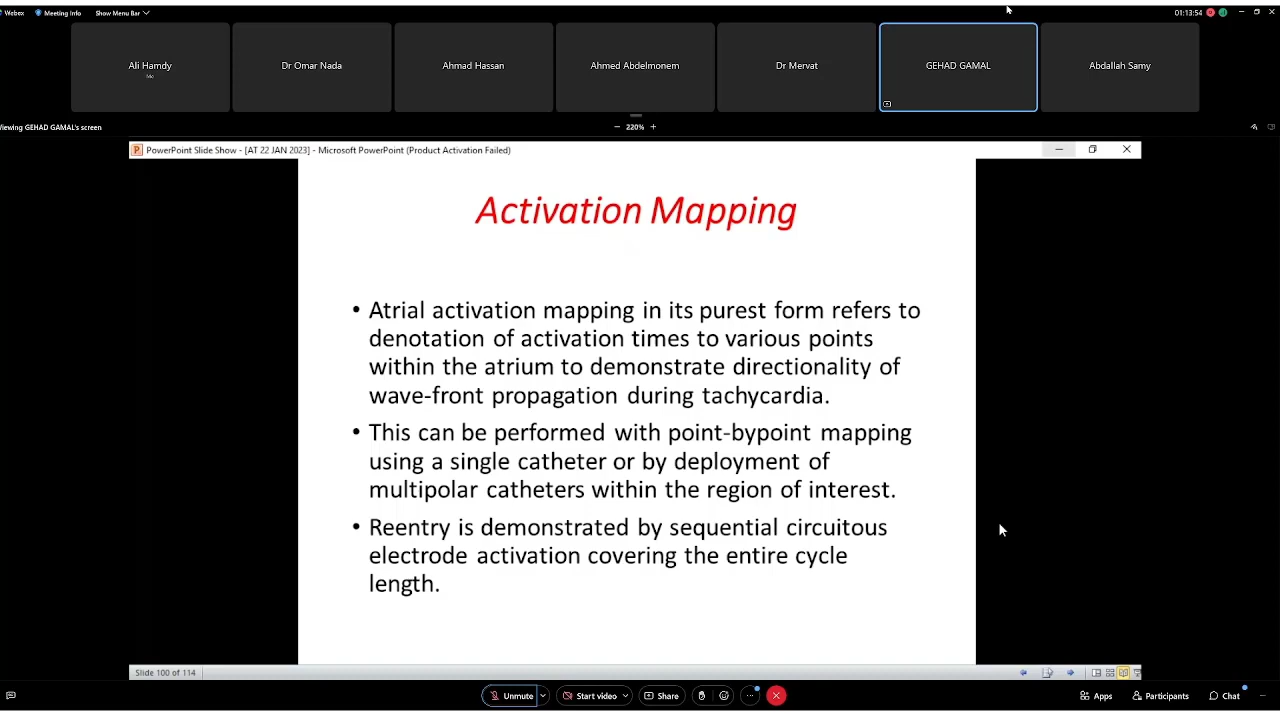 Webex Meeting Info Show Menu Bar 01:13:54
Ali Hamdy
Me
Dr Omar Nada
Ahmad Hassan
Ahmed Abdelmonem
Dr Mervat
GEHAD GAMAL
Abdallah Samy
iewing GEHAD GAMAL's screen
220%
PowerPoint Slide Show - [AT 22 JAN 2023] - Microsoft PowerPoint (Product Activation Failed)
Activation Mapping
• Atrial activation mapping in its purest form refers to
denotation of activation times to various points
within the atrium to demonstrate directionality of
wave-front propagation during tachycardia.
• This can be performed with point-bypoint mapping
using a single catheter or by deployment of
multipolar catheters within the region of interest.
• Reentry is demonstrated by sequential circuitous
electrode activation covering the entire cycle
length.
Slide 100 of 114
Unmute Start video Share Apps Participants Chat